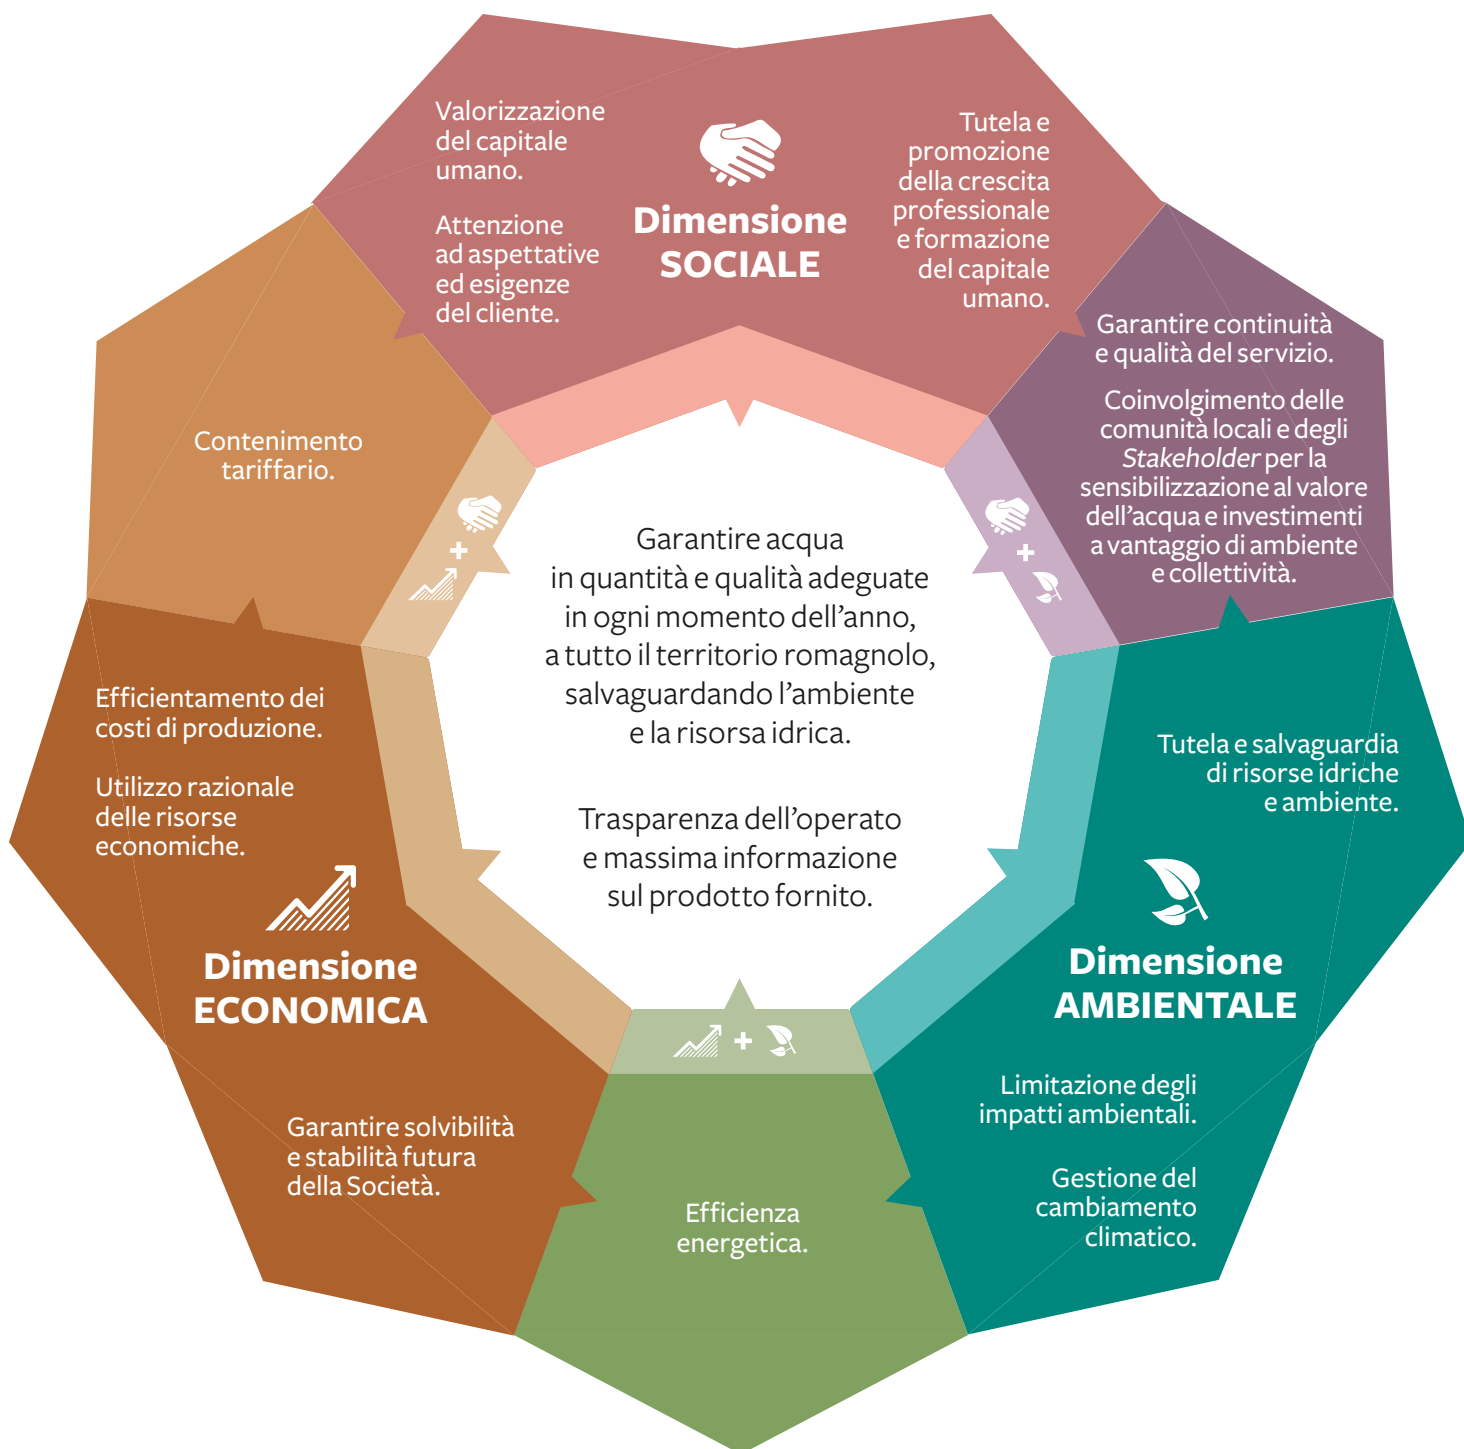 Valorizzazione
del capitale
umano.
Attenzione
ad aspettative
ed esigenze
del cliente.
Dimensione
SOCIALE
Tutela e
promozione
della crescita
professionale
e formazione
del capitale
umano.
Garantire continuità
e qualità del servizio.
Coinvolgimento delle
comunità locali e degli
Stakeholder per la
sensibilizzazione al valore
dell’acqua e investimenti
a vantaggio di ambiente
e collettività.
Contenimento
tariffario.
+
+
Garantire acqua
in quantità e qualità adeguate
in ogni momento dell’anno,
a tutto il territorio romagnolo,
salvaguardando l’ambiente
e la risorsa idrica.
Trasparenza dell’operato
e massima informazione
sul prodotto fornito.
Efficientamento dei
costi di produzione.
Utilizzo razionale
delle risorse
economiche.
Dimensione
ECONOMICA
Garantire solvibilità
e stabilità futura
della Società.
Tutela e salvaguardia
di risorse idriche
e ambiente.
Dimensione
AMBIENTALE
Limitazione degli
impatti ambientali.
Gestione del
cambiamento
climatico.
+
Efficienza
energetica.